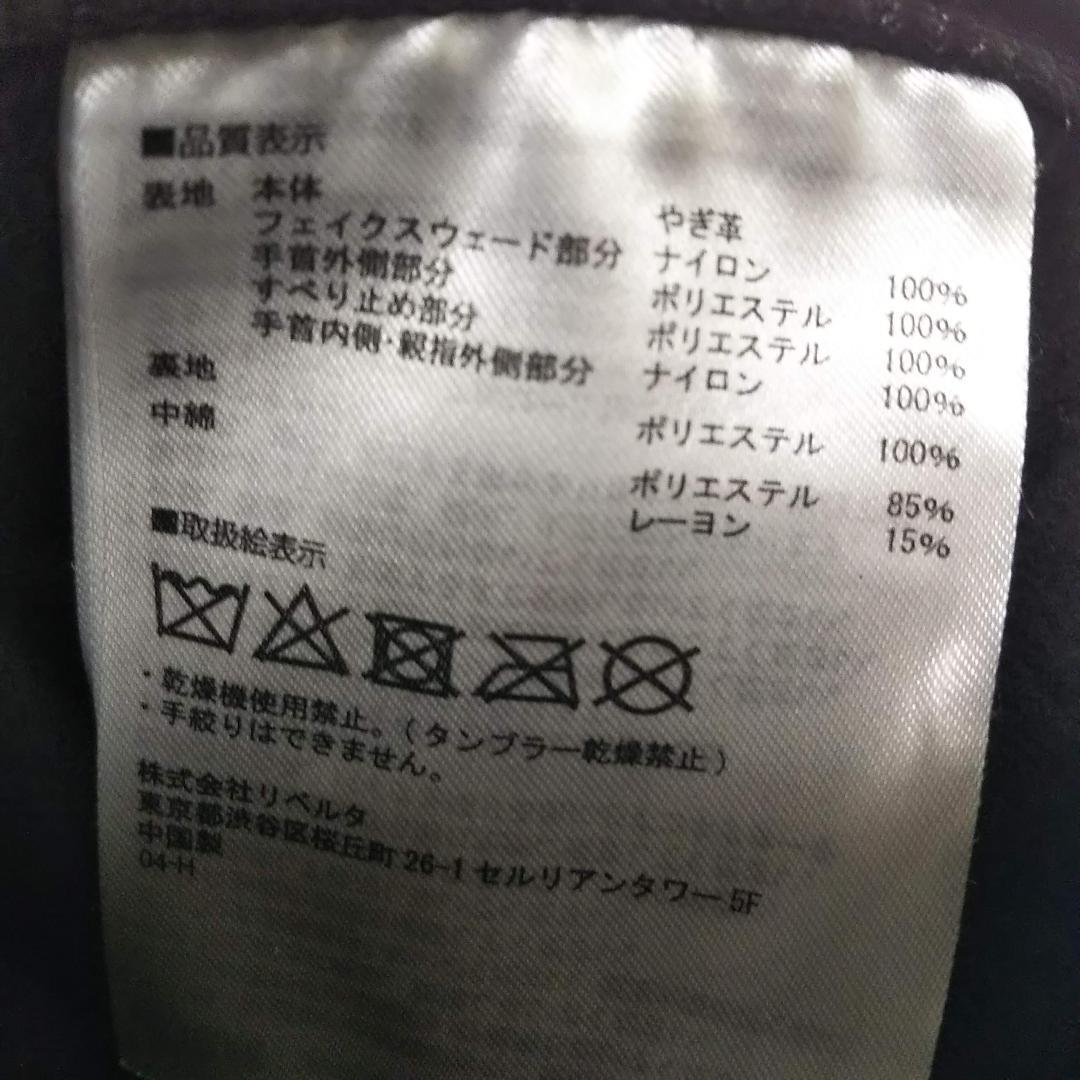 ■品質表示
表地 本体 やぎ革
フェイクスウェード部分 ナイロン 100%
手首外側部分 ポリエステル 100%
すべり止め部分 ポリエステル 100%
手首内側・親指外側部分 ナイロン 100%
裏地 ポリエステル 100%
中綿 ポリエステル 85%
レーヨン 15%
■取扱絵表示
・乾燥機使用禁止。(タンブラー乾燥禁止)
・手絞りはできません。
株式会社リベルタ
東京都渋谷区桜丘町 26-1 セルリアンタワー 5F
中国製
04-H